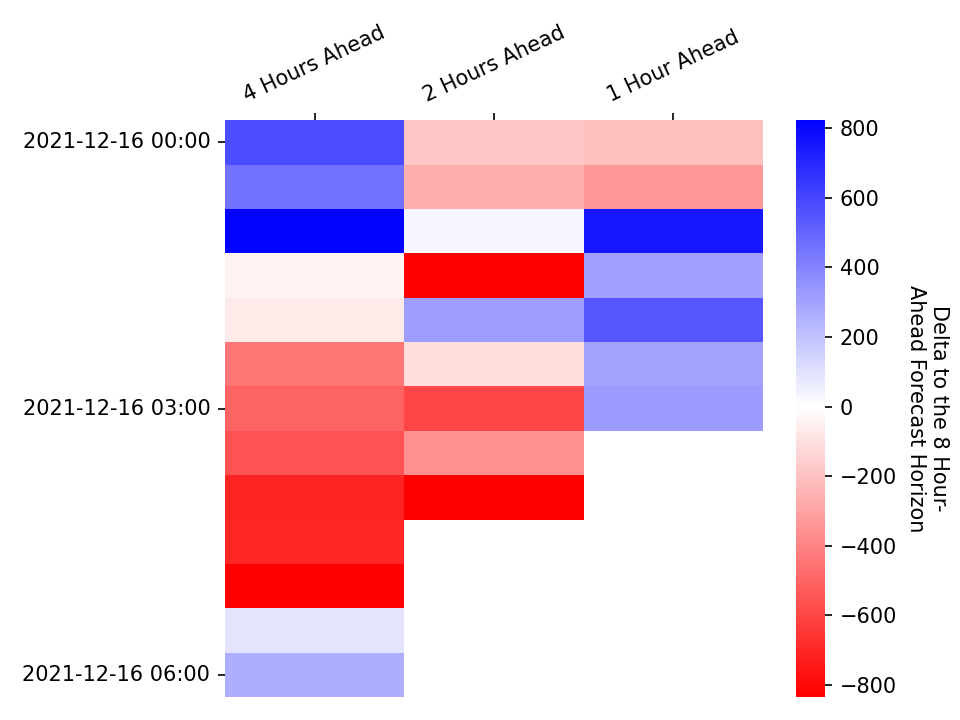 4 Hours Ahead
2 Hours Ahead
1 Hour Ahead
2021-12-16 00:00
2021-12-16 03:00
2021-12-16 06:00
800
600
400
200
0
−200
−400
−600
−800
Delta to the 8 Hour-
Ahead Forecast Horizon